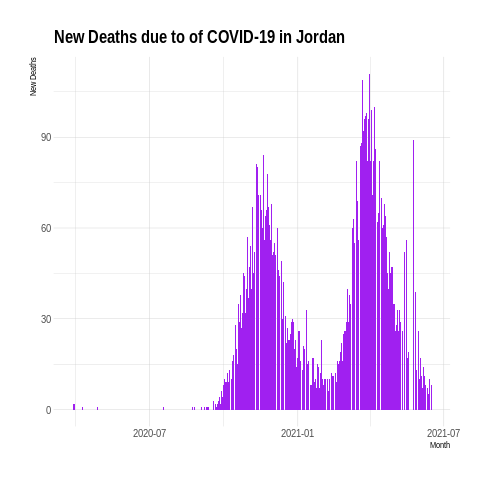 New Deaths due to of COVID-19 in Jordan
New Deaths
90
60
30
0
2020-07
2021-01
2021-07
Month